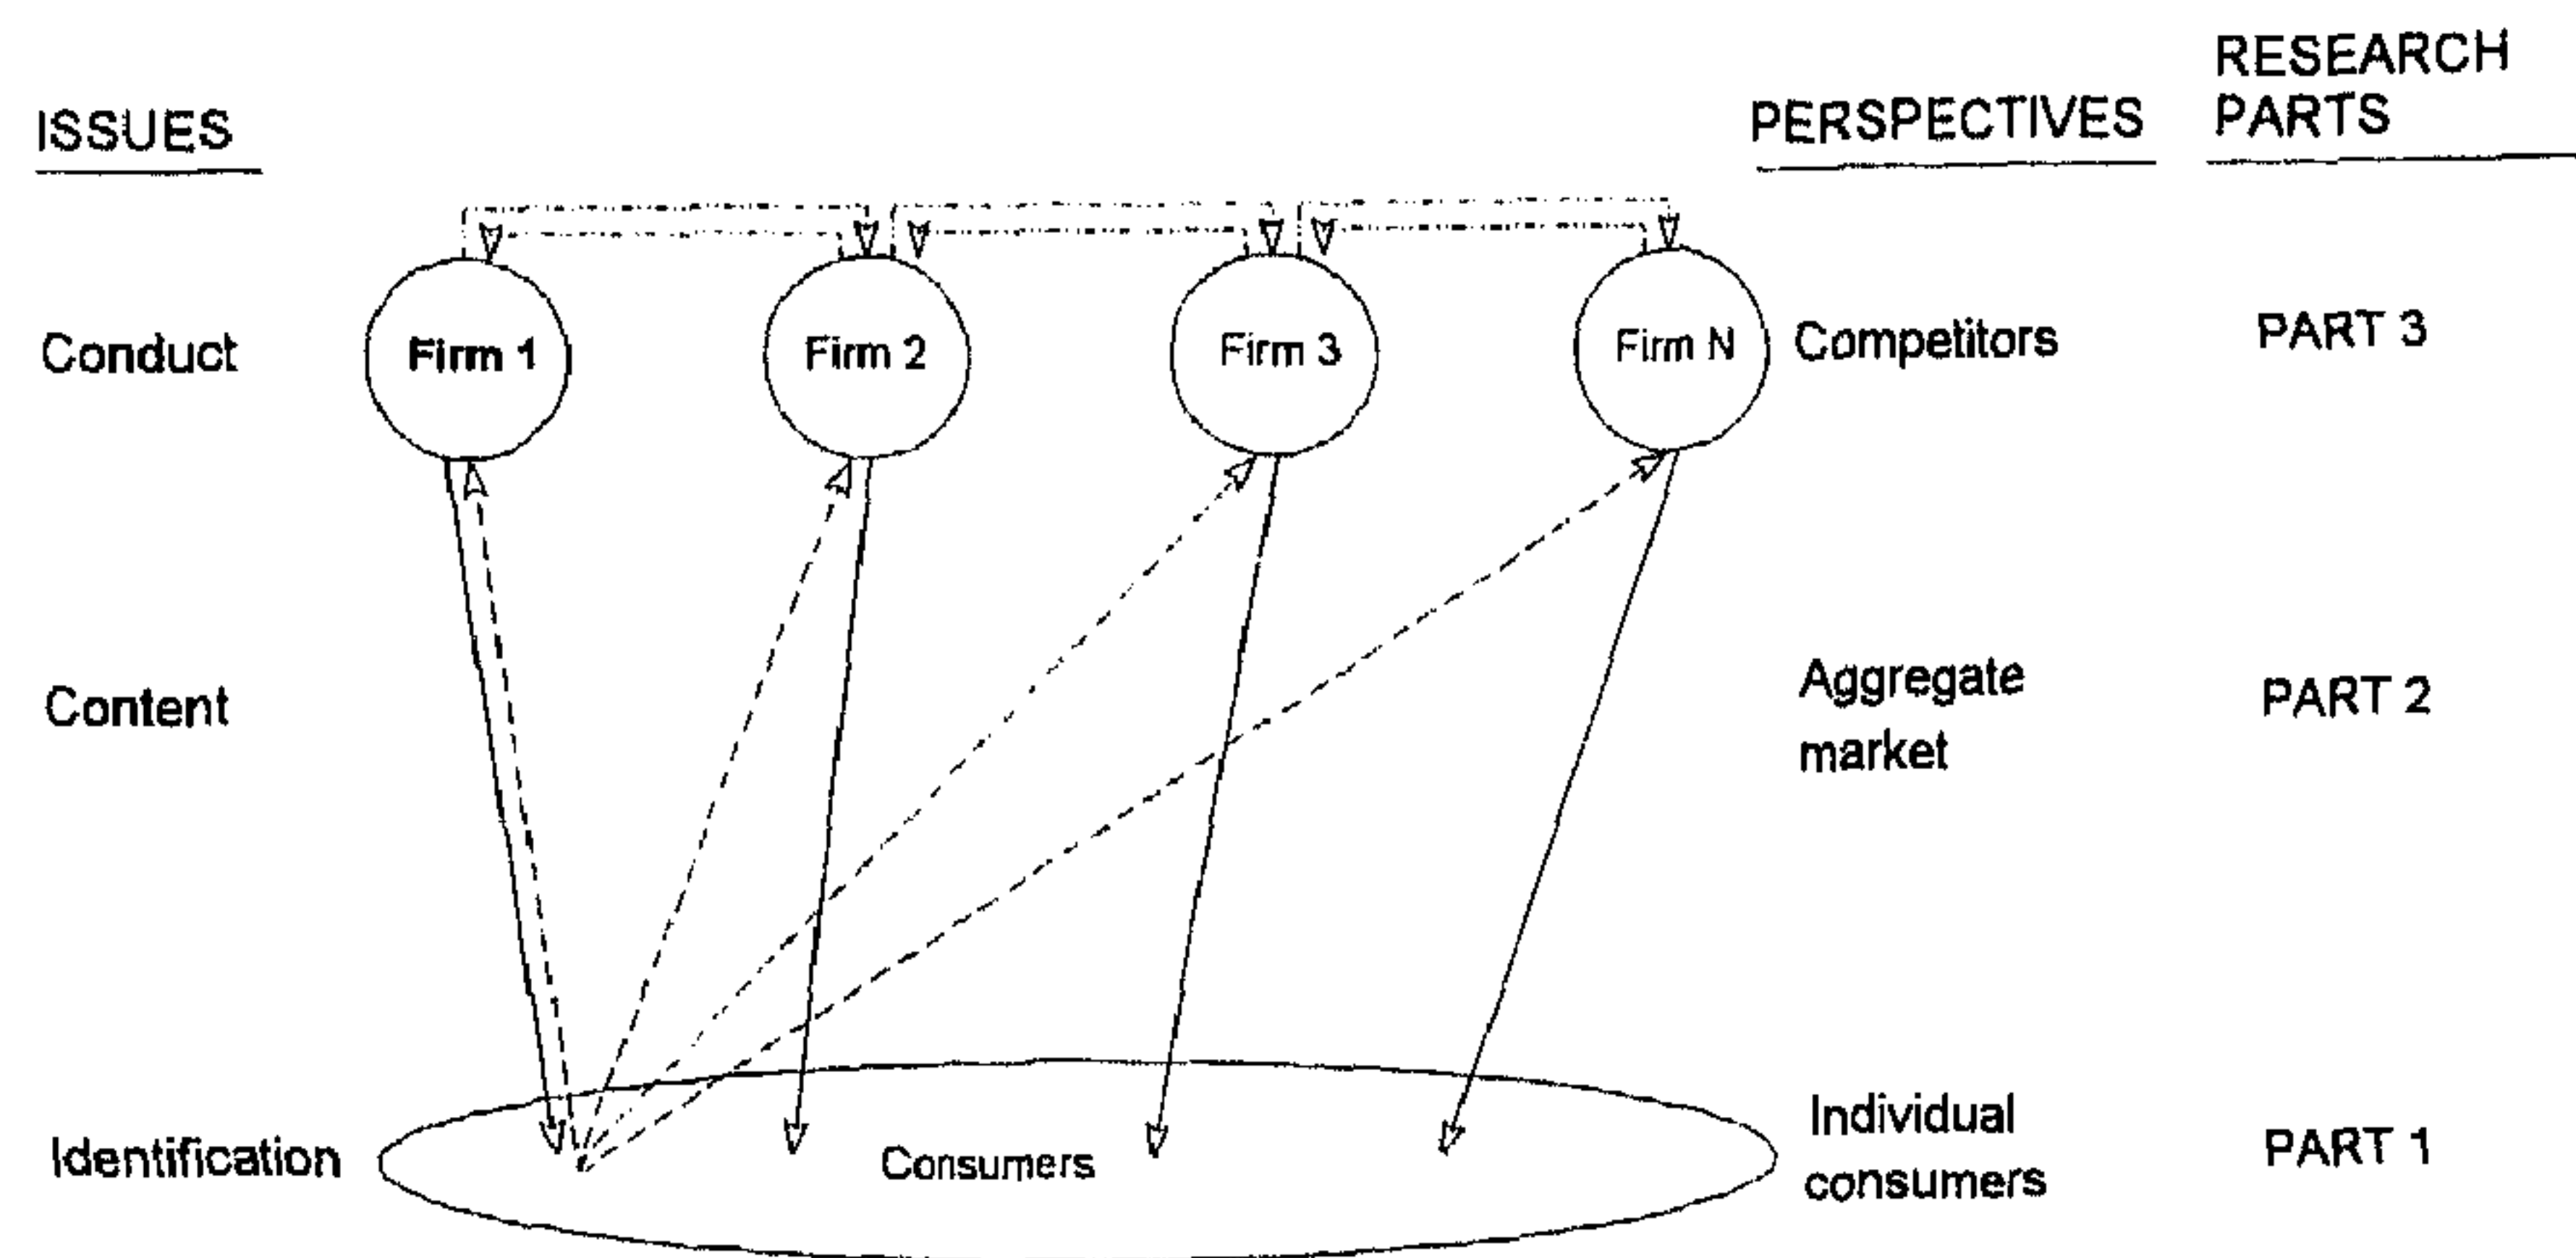 RESEARCH
ISSUES PERSPECTIVES PARTS
Conduct Firm 1 Firm 2 Firm 3 Firm N Competitors PART 3
Content Aggregate PART 2
market
Identification Consumers Individual PART 1
consumers